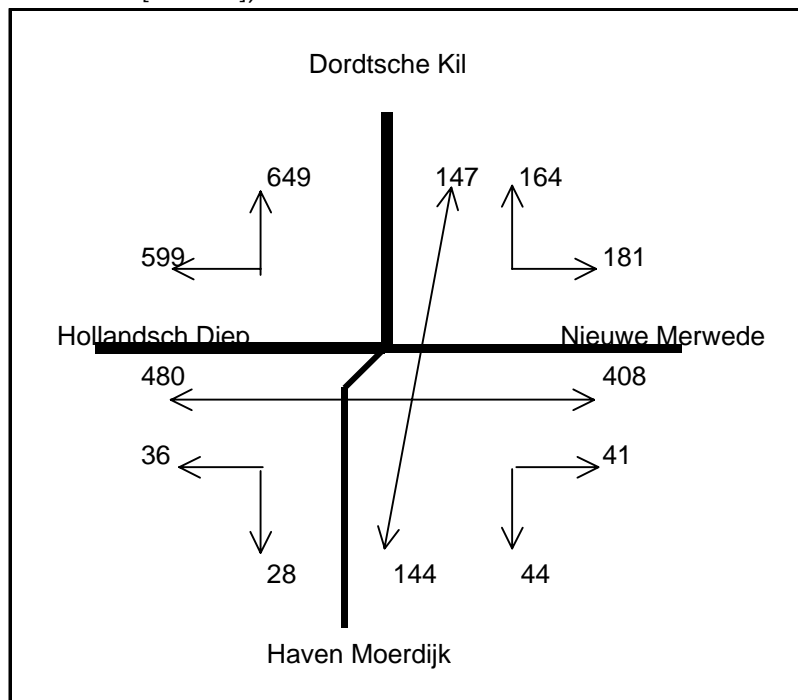 Dordtsche Kil
649 147 164
599 181
Hollandsch Diep Nieuwe Merwede
480 408
36 41
28 144 44
Haven Moerdijk